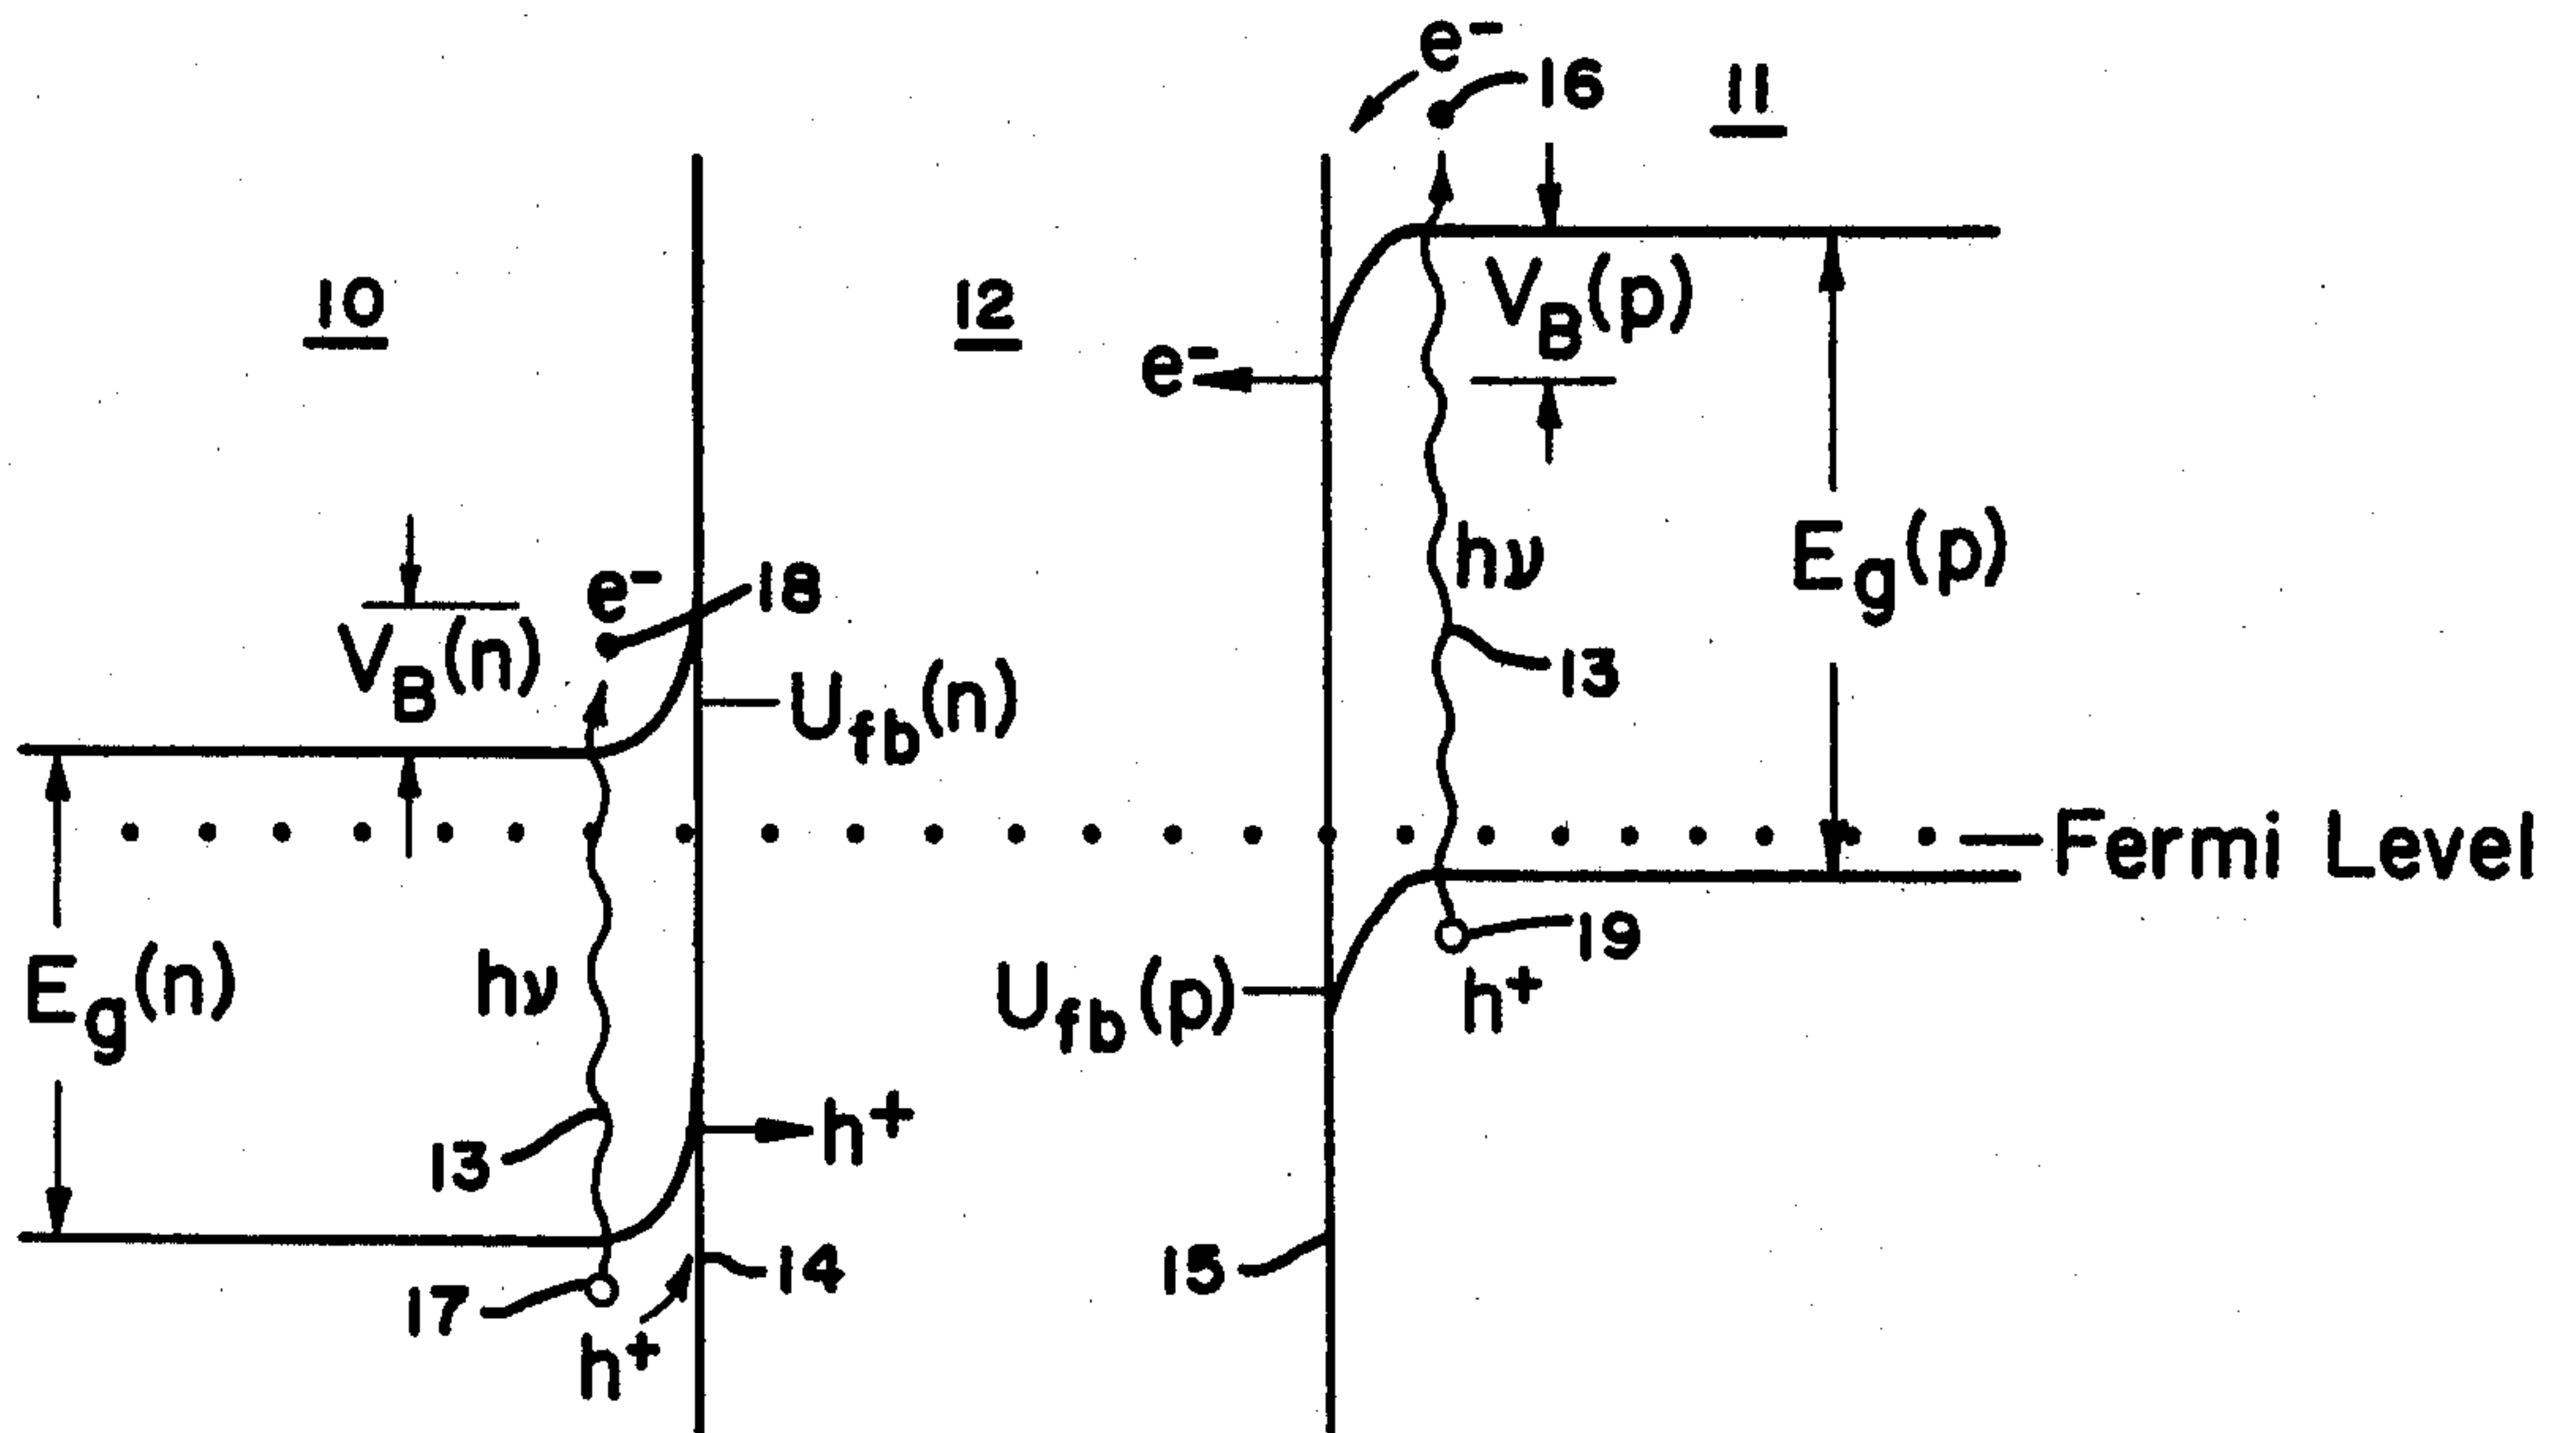 e⁻
16
11
10
12
V_B(p)
e⁻
hν
E_g(p)
e⁻
18
V_B(n)
13
U_fb(n)
Fermi Level
19
E_g(n)
hν
U_fb(p)
h⁺
h⁺
13
14
15
17
h⁺